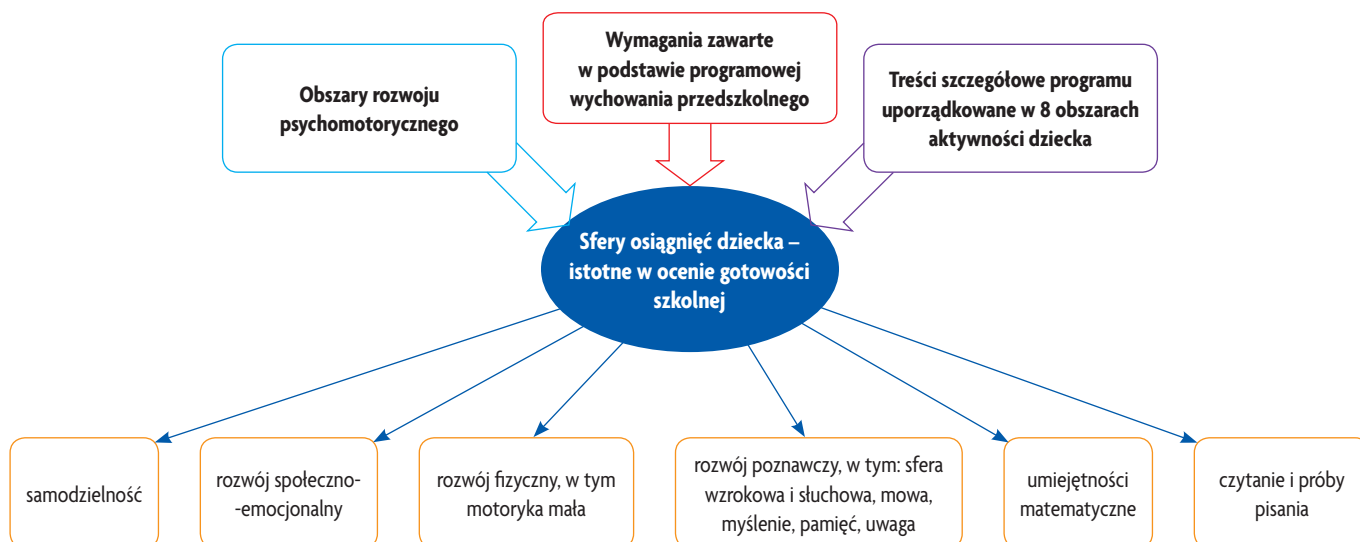 Obszary rozwoju
psychomotorycznego
Wymagania zawarte
w podstawie programowej
wychowania przedszkolnego
Treści szczegółowe programu
uporządkowane w 8 obszarach
aktywności dziecka
Sfery osiągnięć dziecka –
istotne w ocenie gotowości
szkolnej
samodzielność
rozwój społeczno-
-emocjonalny
rozwój fizyczny, w tym
motoryka mała
rozwój poznawczy, w tym: sfera
wzrokowa i słuchowa, mowa,
myślenie, pamięć, uwaga
umiejętności
matematyczne
czytanie i próby
pisania